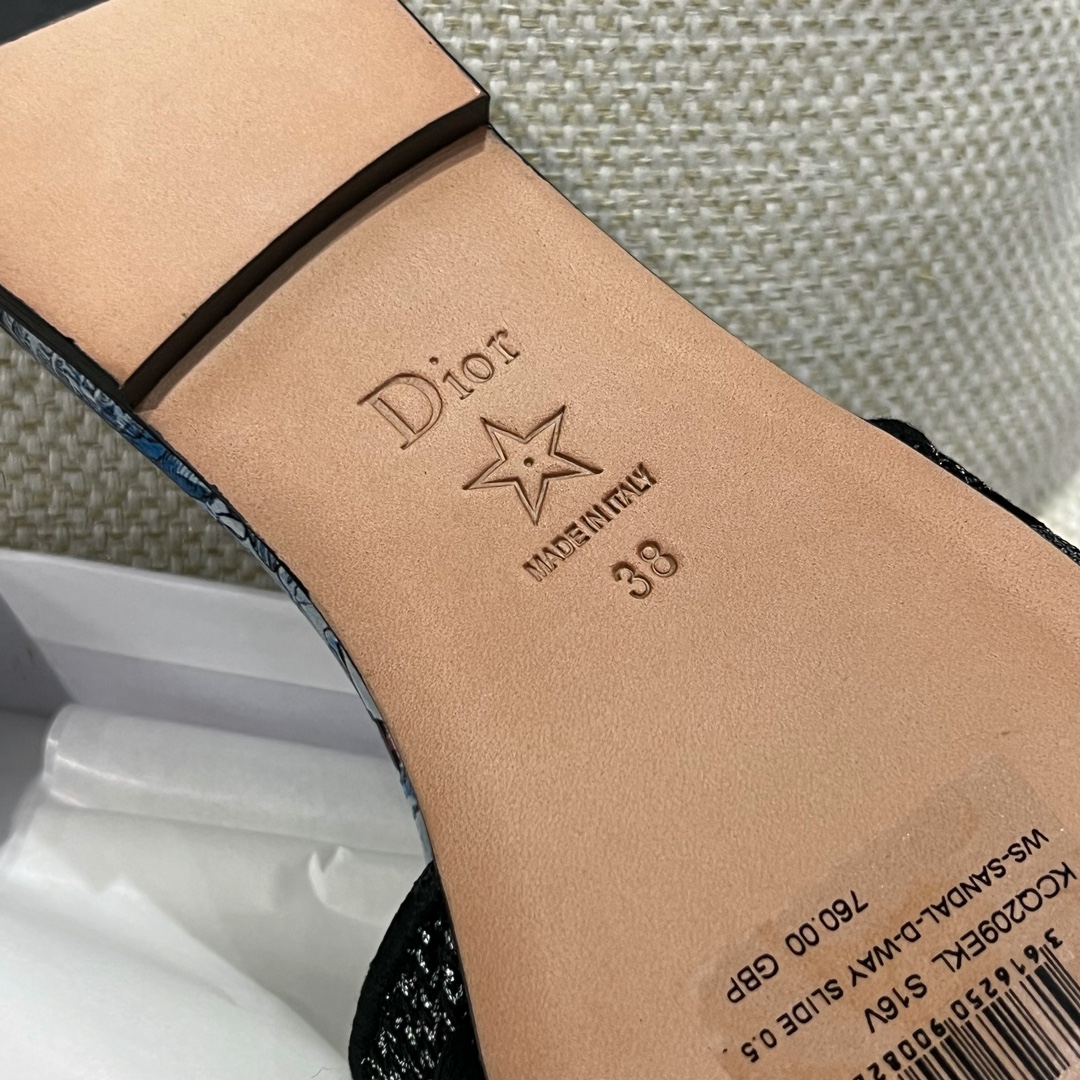 Dior
MADE IN ITALY
38
KCQ209EKL S16V
WS-SANDAL-D-WAY SLIDE 0.5
760.00 GBP